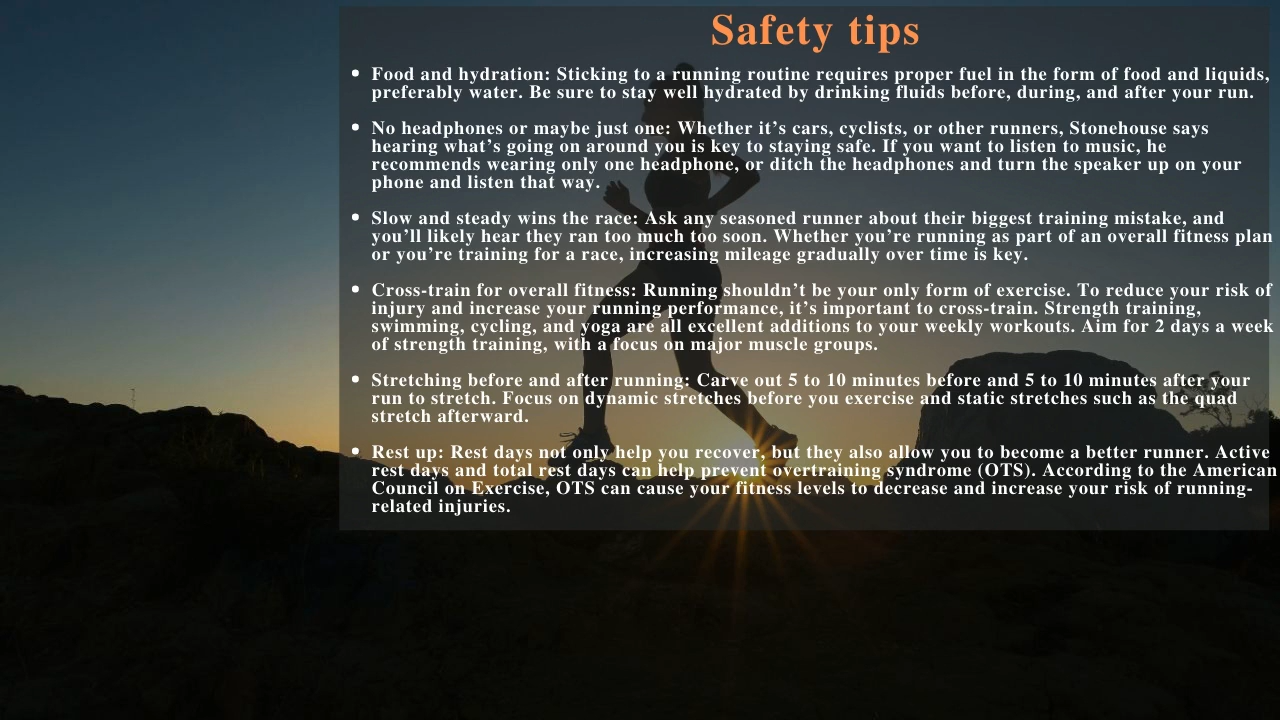 Safety tips
• Food and hydration: Sticking to a running routine requires proper fuel in the form of food and liquids,
preferably water. Be sure to stay well hydrated by drinking fluids before, during, and after your run.
• No headphones or maybe just one: Whether it’s cars, cyclists, or other runners, Stonehouse says
hearing what’s going on around you is key to staying safe. If you want to listen to music, he
recommends wearing only one headphone, or ditch the headphones and turn the speaker up on your
phone and listen that way.
• Slow and steady wins the race: Ask any seasoned runner about their biggest training mistake, and
you’ll likely hear they ran too much too soon. Whether you’re running as part of an overall fitness plan
or you’re training for a race, increasing mileage gradually over time is key.
• Cross-train for overall fitness: Running shouldn’t be your only form of exercise. To reduce your risk of
injury and increase your running performance, it’s important to cross-train. Strength training,
swimming, cycling, and yoga are all excellent additions to your weekly workouts. Aim for 2 days a week
of strength training, with a focus on major muscle groups.
• Stretching before and after running: Carve out 5 to 10 minutes before and 5 to 10 minutes after your
run to stretch. Focus on dynamic stretches before you exercise and static stretches such as the quad
stretch afterward.
• Rest up: Rest days not only help you recover, but they also allow you to become a better runner. Active
rest days and total rest days can help prevent overtraining syndrome (OTS). According to the American
Council on Exercise, OTS can cause your fitness levels to decrease and increase your risk of running-
related injuries.